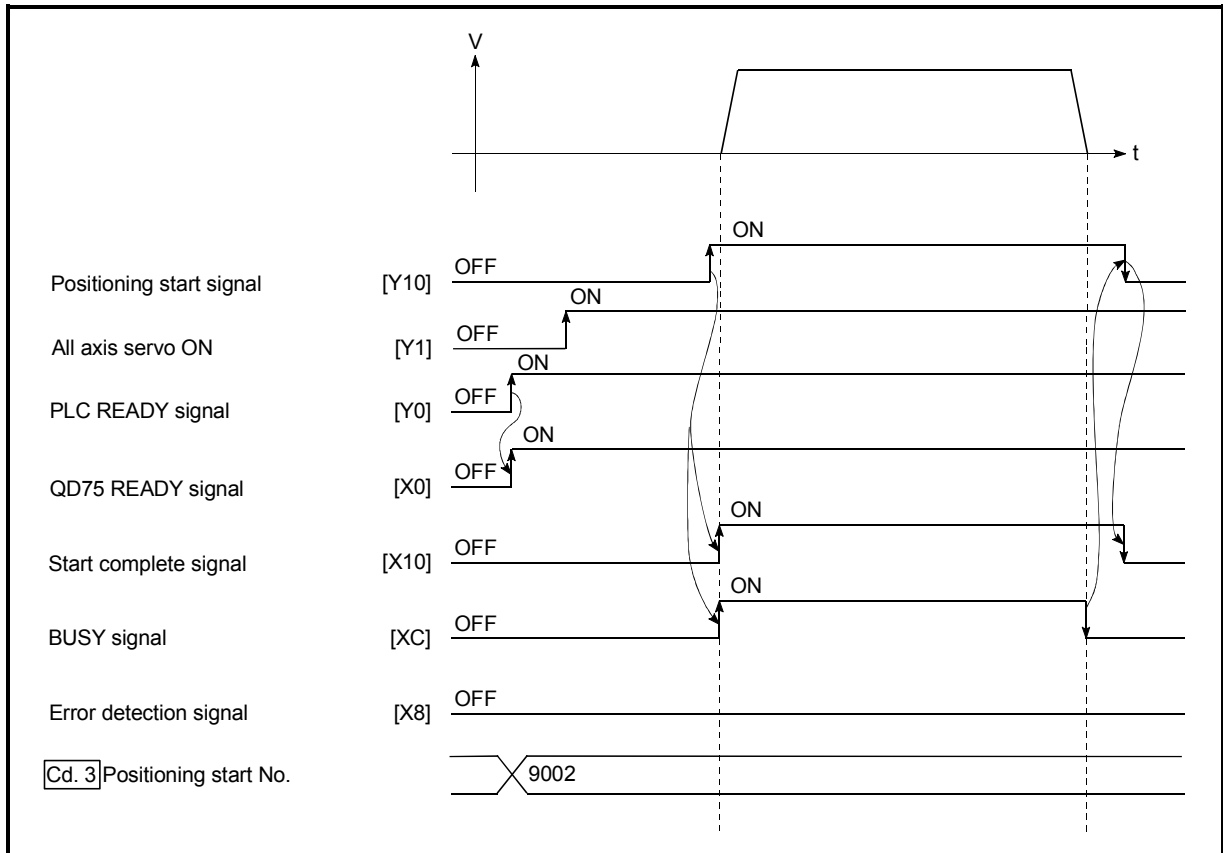 V
t
ON
Positioning start signal [Y10] OFF
ON
All axis servo ON [Y1] OFF
ON
PLC READY signal [Y0] OFF
ON
QD75 READY signal [X0] OFF
ON
Start complete signal [X10] OFF
ON
BUSY signal [XC] OFF
Error detection signal [X8] OFF
Cd. 3 Positioning start No. 9002